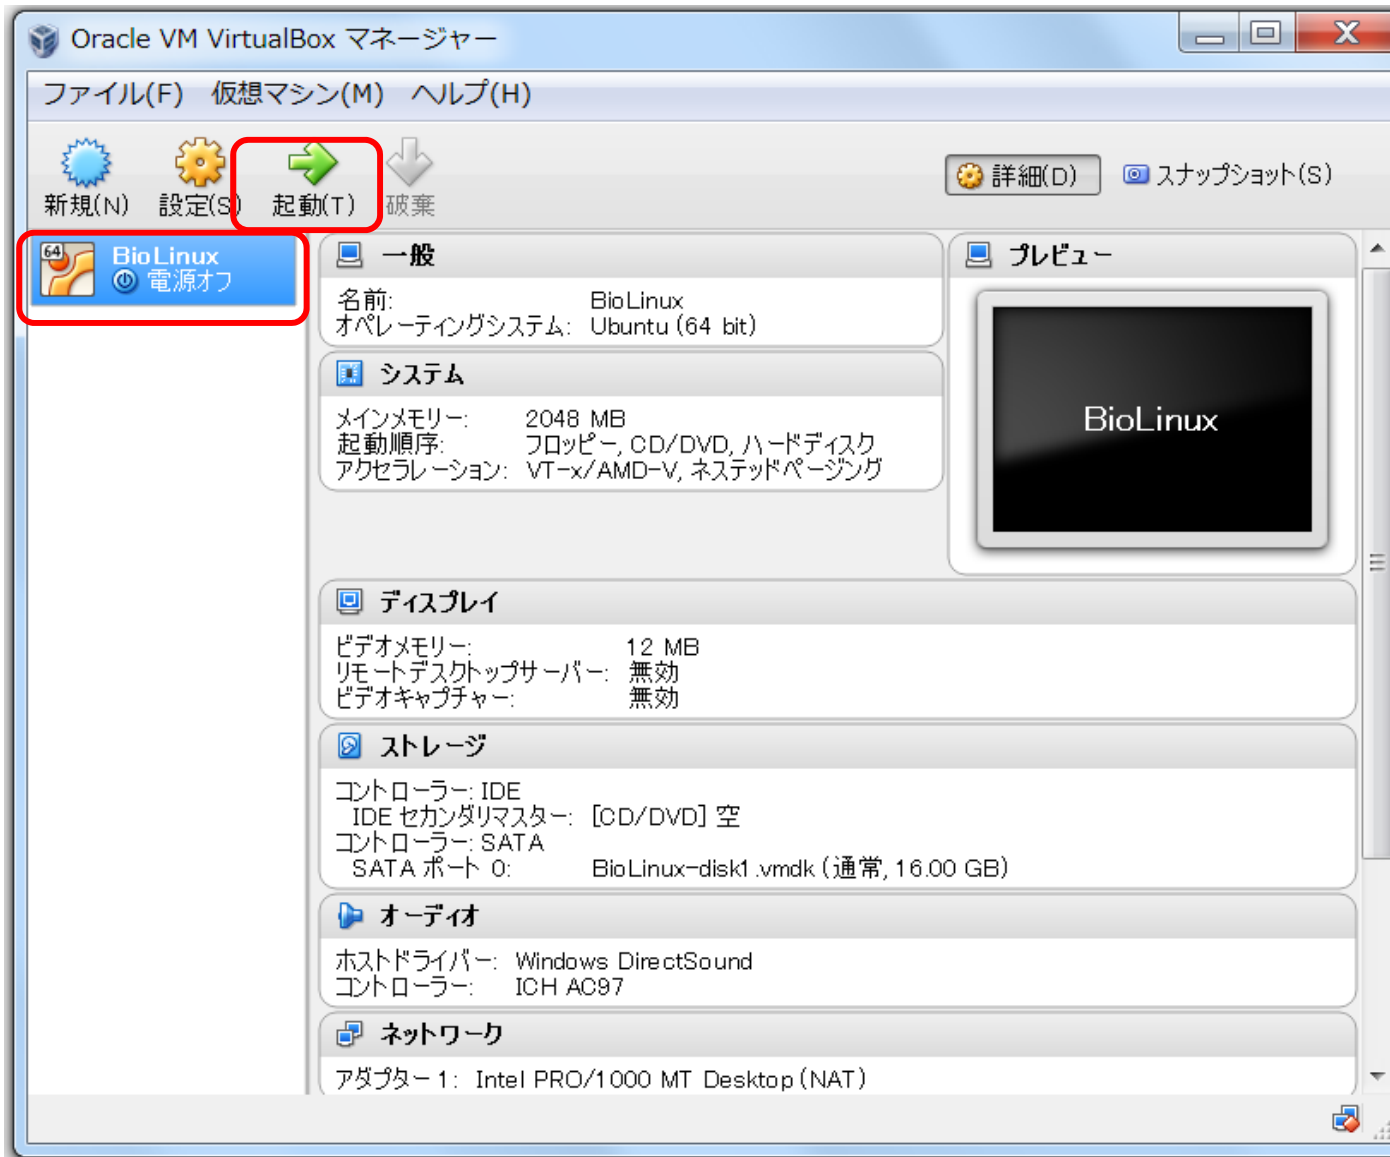 Oracle VM VirtualBox マネージャー
ファイル(F) 仮想マシン(M) ヘルプ(H)
新規(N) 設定(S) 起動(T) 破棄 詳細(D) スナップショット(S)
64 BioLinux
電源オフ
一般
名前: BioLinux
オペレーティングシステム: Ubuntu (64 bit)
プレビュー
BioLinux
システム
メインメモリー: 2048 MB
起動順序: フロッピー, CD/DVD, ハードディスク
アクセラレーション: VT-x/AMD-V, ネステッドページング
ディスプレイ
ビデオメモリー: 12 MB
リモートデスクトップサーバー: 無効
ビデオキャプチャー: 無効
ストレージ
コントローラー: IDE
IDE セカンダリマスター: [CD/DVD] 空
コントローラー: SATA
SATA ポート 0: BioLinux-disk1.vmdk (通常, 16.00 GB)
オーディオ
ホストドライバー: Windows DirectSound
コントローラー: ICH AC97
ネットワーク
アダプター 1: Intel PRO/1000 MT Desktop (NAT)